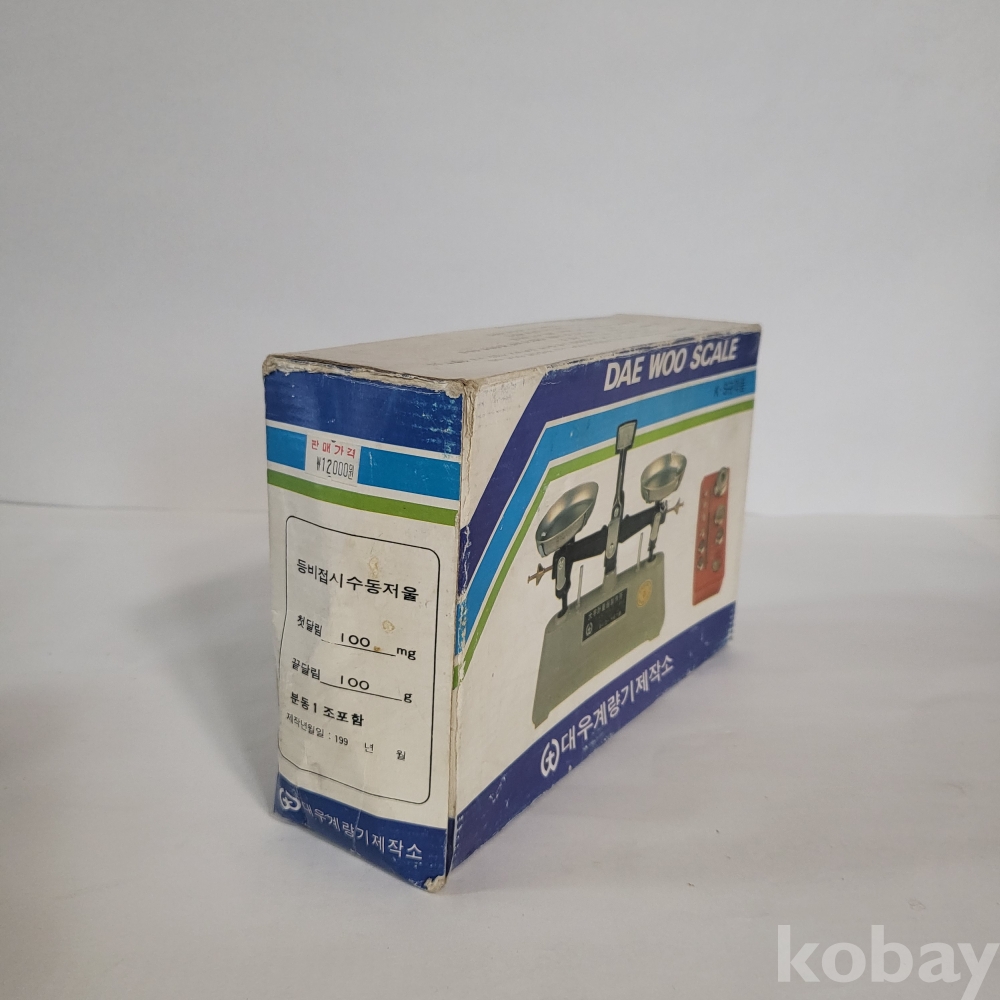 판매가격
₩12000원
등비접시수동저울
첫달림 100 mg
끝달림 100 g
분동1조포함
제작년월일 : 199 년 월
대우계량기제작소
DAE WOO SCALE
대우계량기제작소
kobay